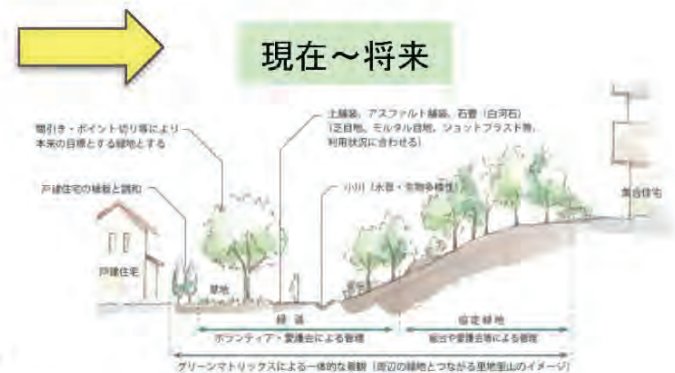 現在～将来
間引き・ポイント切り等により
本来の目標とする緑地とする
土舗装、アスファルト舗装、石畳（白河石）
（芝目地、モルタル目地、ショットブラスト等、
利用状況に合わせる）
戸建住宅の植栽と調和
小川（水景・生物多様性）
集合住宅
戸建住宅
草地
緑道
協定緑地
ボランティア・愛護会による管理
組合や愛護会等による管理
グリーンマトリックスによる一体的な景観（周辺の緑地とつながる里地里山のイメージ）